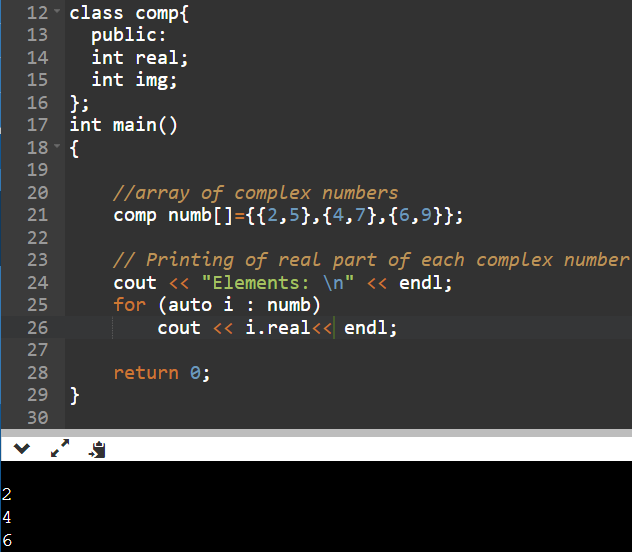 12 class comp{
13 public:
14 int real;
15 int img;
16 };
17 int main()
18 {
19
20 //array of complex numbers
21 comp numb[]={{2,5},{4,7},{6,9}};
22
23 // Printing of real part of each complex number
24 cout << "Elements: \n" << endl;
25 for (auto i : numb)
26 cout << i.real<< endl;
27
28 return 0;
29 }
30
2
4
6